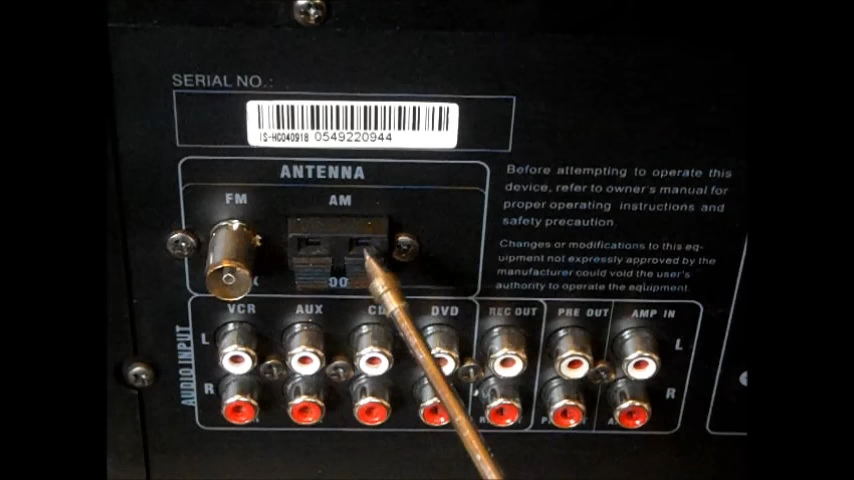 SERIAL NO.:
IS-HC040918 0549220944
ANTENNA
FM
AM
Before attempting to operate this
device, refer to owner's manual for
proper operating instructions and
safety precaution.
Changes or modifications to this eq-
uipment not expressly approved by the
manufacturer could void the user's
authority to operate the equipment.
AUDIO INPUT
VCR
AUX
CD
DVD
REC OUT
PRE OUT
AMP IN
L
L
R
R